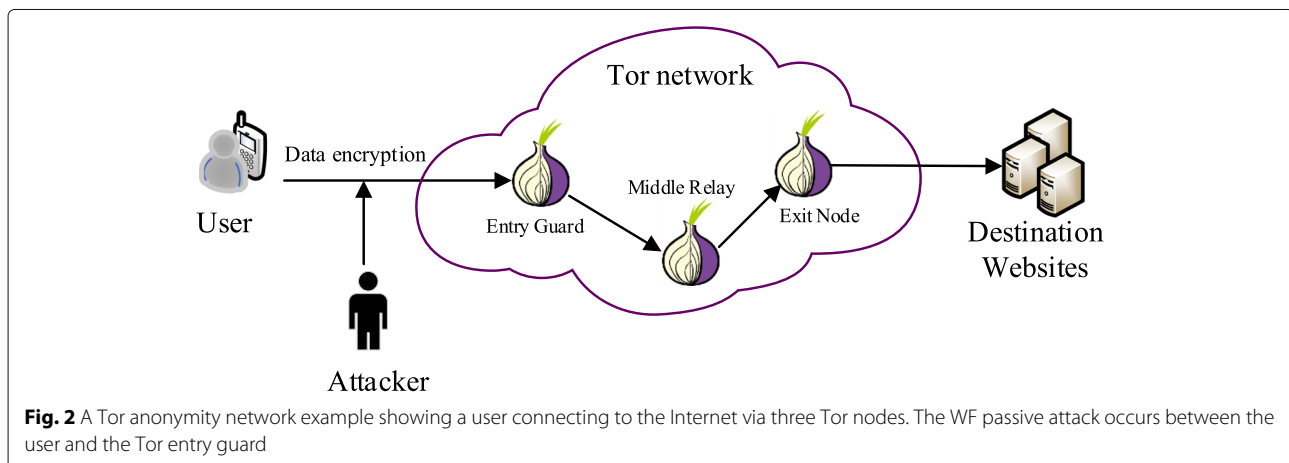 Tor network
Data encryption
Middle Relay
User
Entry Guard
Exit Node
Destination
Websites
Attacker
Fig. 2 A Tor anonymity network example showing a user connecting to the Internet via three Tor nodes. The WF passive attack occurs between the
user and the Tor entry guard